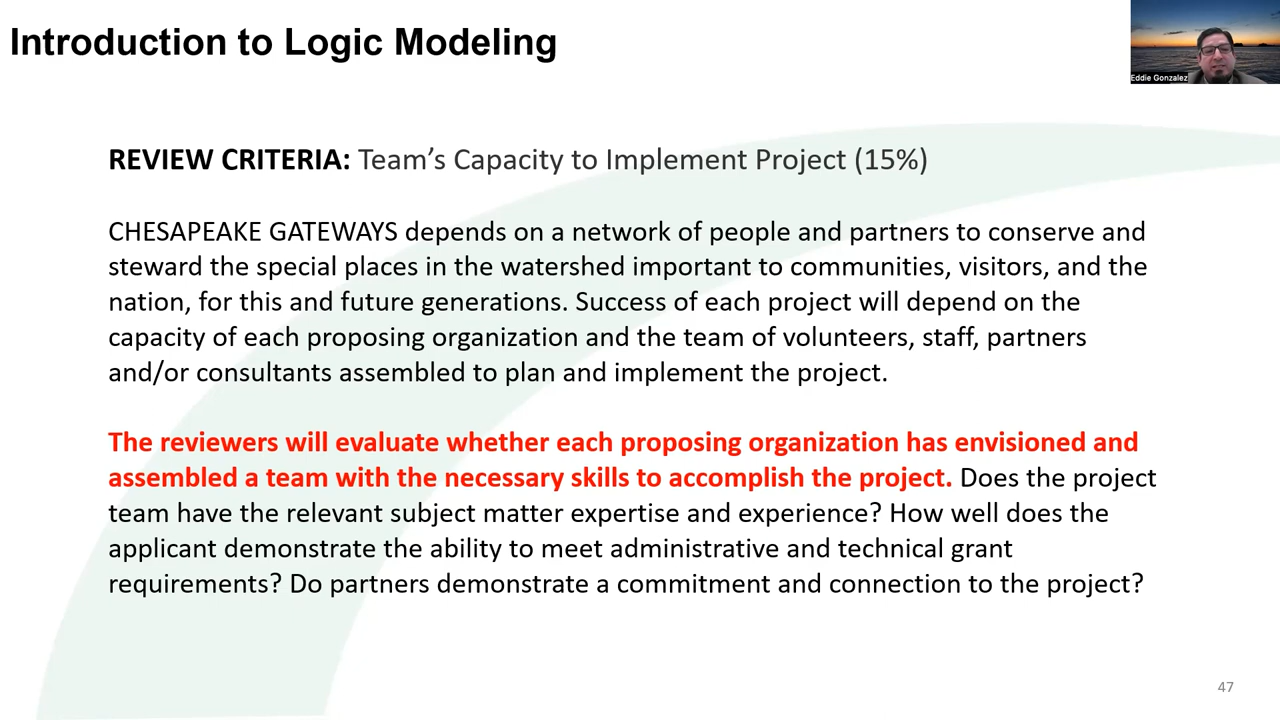 Introduction to Logic Modeling
Eddie Gonzalez
REVIEW CRITERIA: Team’s Capacity to Implement Project (15%)
CHESAPEAKE GATEWAYS depends on a network of people and partners to conserve and
steward the special places in the watershed important to communities, visitors, and the
nation, for this and future generations. Success of each project will depend on the
capacity of each proposing organization and the team of volunteers, staff, partners
and/or consultants assembled to plan and implement the project.
The reviewers will evaluate whether each proposing organization has envisioned and
assembled a team with the necessary skills to accomplish the project. Does the project
team have the relevant subject matter expertise and experience? How well does the
applicant demonstrate the ability to meet administrative and technical grant
requirements? Do partners demonstrate a commitment and connection to the project?
47